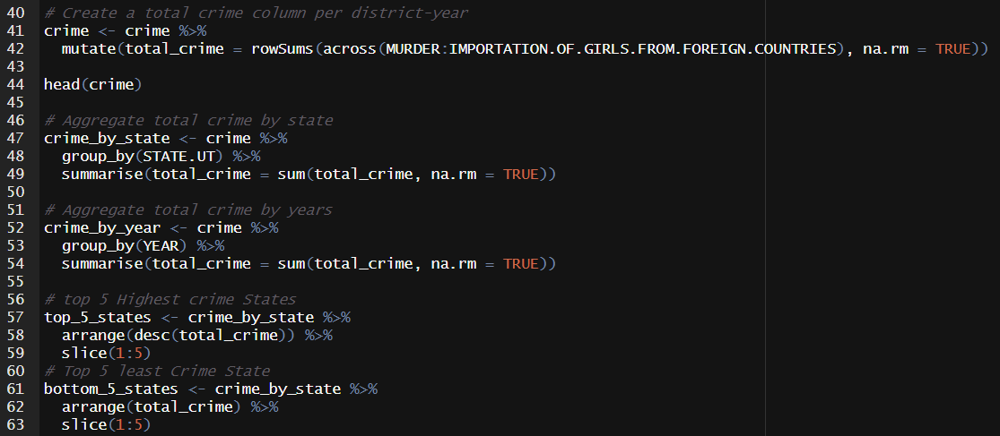 40 # Create a total crime column per district-year
41 crime <- crime %>%
42   mutate(total_crime = rowSums(across(MURDER:IMPORTATION.OF.GIRLS.FROM.FOREIGN.COUNTRIES), na.rm = TRUE))
43
44 head(crime)
45
46 # Aggregate total crime by state
47 crime_by_state <- crime %>%
48   group_by(STATE.UT) %>%
49   summarise(total_crime = sum(total_crime, na.rm = TRUE))
50
51 # Aggregate total crime by years
52 crime_by_year <- crime %>%
53   group_by(YEAR) %>%
54   summarise(total_crime = sum(total_crime, na.rm = TRUE))
55
56 # top 5 Highest crime States
57 top_5_states <- crime_by_state %>%
58   arrange(desc(total_crime)) %>%
59   slice(1:5)
60 # Top 5 least Crime State
61 bottom_5_states <- crime_by_state %>%
62   arrange(total_crime) %>%
63   slice(1:5)